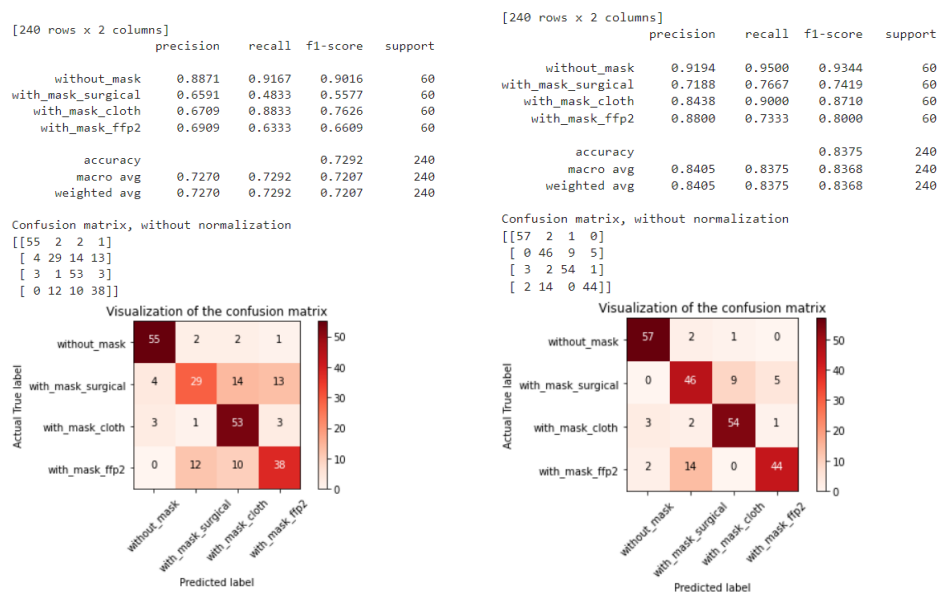 [240 rows x 2 columns]
precision recall f1-score support
without_mask 0.8871 0.9167 0.9016 60
with_mask_surgical 0.6591 0.4833 0.5577 60
with_mask_cloth 0.6709 0.8833 0.7626 60
with_mask_ffp2 0.6909 0.6333 0.6609 60
accuracy 0.7292 240
macro avg 0.7270 0.7292 0.7207 240
weighted avg 0.7270 0.7292 0.7207 240
Confusion matrix, without normalization
[[55 2 2 1]
[ 4 29 14 13]
[ 3 1 53 3]
[ 0 12 10 38]]
Visualization of the confusion matrix
Actual True label
without_mask 55 2 2 1
with_mask_surgical 4 29 14 13
with_mask_cloth 3 1 53 3
with_mask_ffp2 0 12 10 38
50
40
30
20
10
0
without_mask
with_mask_surgical
with_mask_cloth
with_mask_ffp2
Predicted label
[240 rows x 2 columns]
precision recall f1-score support
without_mask 0.9194 0.9500 0.9344 60
with_mask_surgical 0.7188 0.7667 0.7419 60
with_mask_cloth 0.8438 0.9000 0.8710 60
with_mask_ffp2 0.8800 0.7333 0.8000 60
accuracy 0.8375 240
macro avg 0.8405 0.8375 0.8368 240
weighted avg 0.8405 0.8375 0.8368 240
Confusion matrix, without normalization
[[57 2 1 0]
[ 0 46 9 5]
[ 3 2 54 1]
[ 2 14 0 44]]
Visualization of the confusion matrix
Actual True label
without_mask 57 2 1 0
with_mask_surgical 0 46 9 5
with_mask_cloth 3 2 54 1
with_mask_ffp2 2 14 0 44
50
40
30
20
10
0
without_mask
with_mask_surgical
with_mask_cloth
with_mask_ffp2
Predicted label